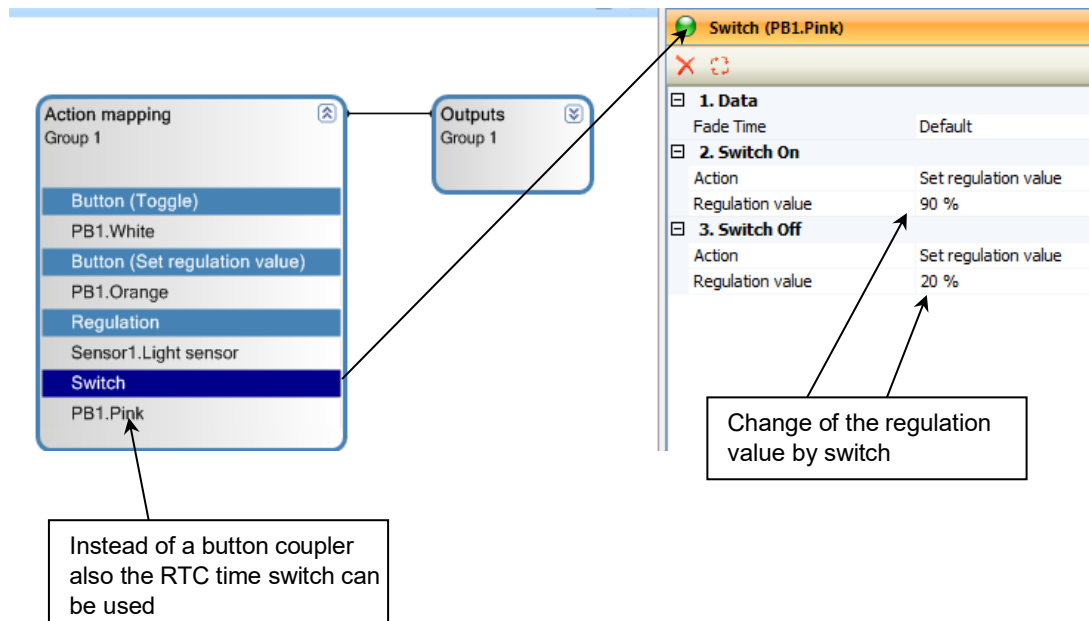 Action mapping
Group 1
Button (Toggle)
PB1.White
Button (Set regulation value)
PB1.Orange
Regulation
Sensor1.Light sensor
Switch
PB1.Pink
Outputs
Group 1
Switch (PB1.Pink)
1. Data
Fade Time Default
2. Switch On
Action Set regulation value
Regulation value 90 %
3. Switch Off
Action Set regulation value
Regulation value 20 %
Change of the regulation
value by switch
Instead of a button coupler
also the RTC time switch can
be used